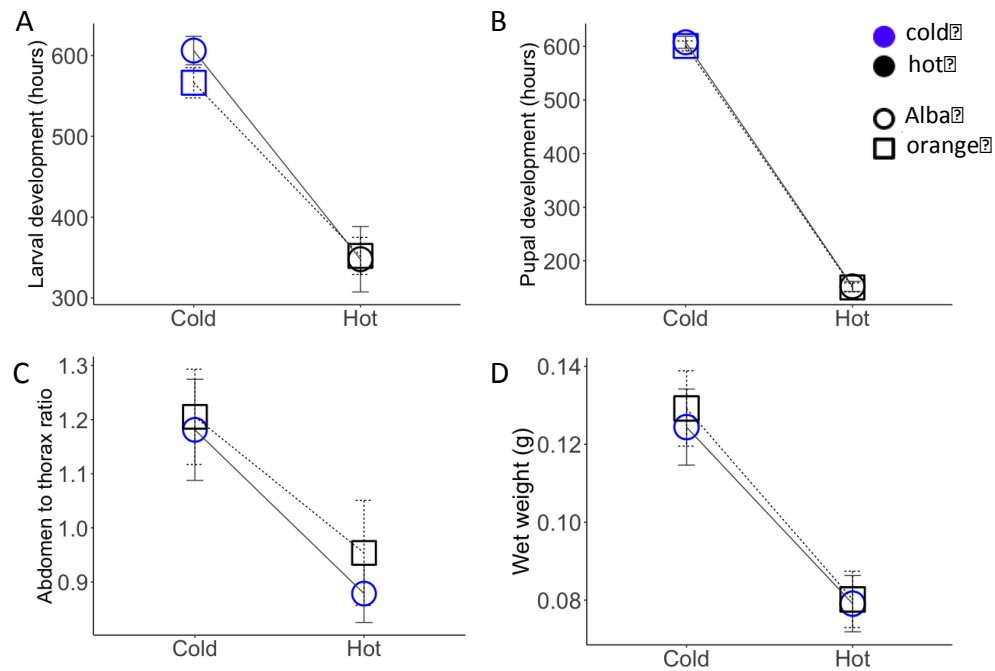 A
Larval development (hours)
600
500
400
300
Cold Hot
B
Pupal development (hours)
600
500
400
300
200
Cold Hot
cold⍰
hot⍰
Alba⍰
orange⍰
C
Abdomen to thorax ratio
1.3
1.2
1.1
1.0
0.9
Cold Hot
D
Wet weight (g)
0.14
0.12
0.10
0.08
Cold Hot